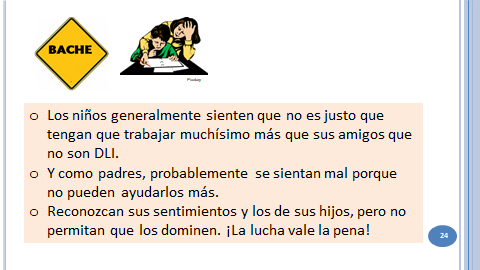 BACHE
o Los niños generalmente sienten que no es justo que
tengan que trabajar muchísimo más que sus amigos que
no son DLI.
o Y como padres, probablemente se sientan mal porque
no pueden ayudarlos más.
o Reconozcan sus sentimientos y los de sus hijos, pero no
permitan que los dominen. ¡La lucha vale la pena!
24